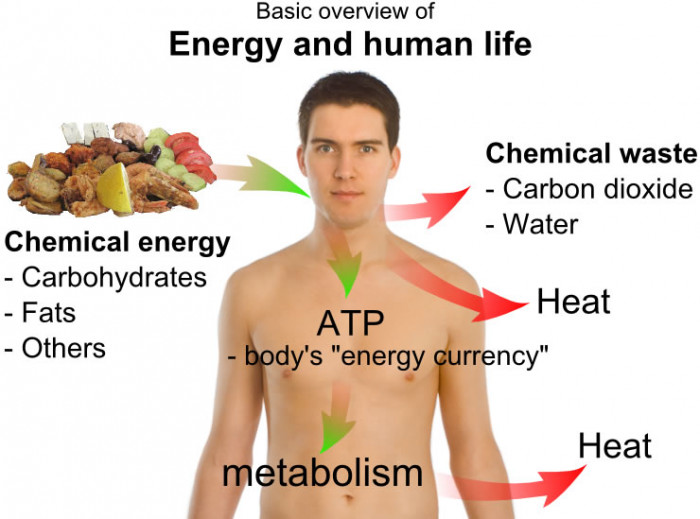 Basic overview of
Energy and human life
Chemical waste
- Carbon dioxide
- Water
Chemical energy
- Carbohydrates
- Fats
- Others
Heat
ATP
- body's "energy currency"
metabolism
Heat